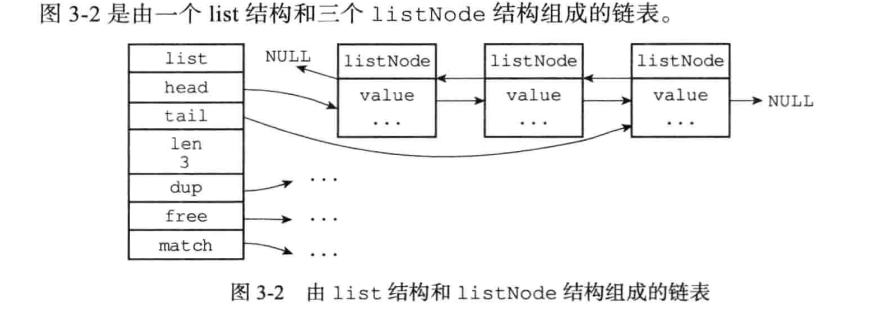 图 3-2 是由一个 list 结构和三个 listNode 结构组成的链表。
list
head
tail
len
3
dup
free
match
NULL
listNode
value
...
listNode
value
...
listNode
value
...
NULL
...
...
...
图 3-2 由 list 结构和 listNode 结构组成的链表